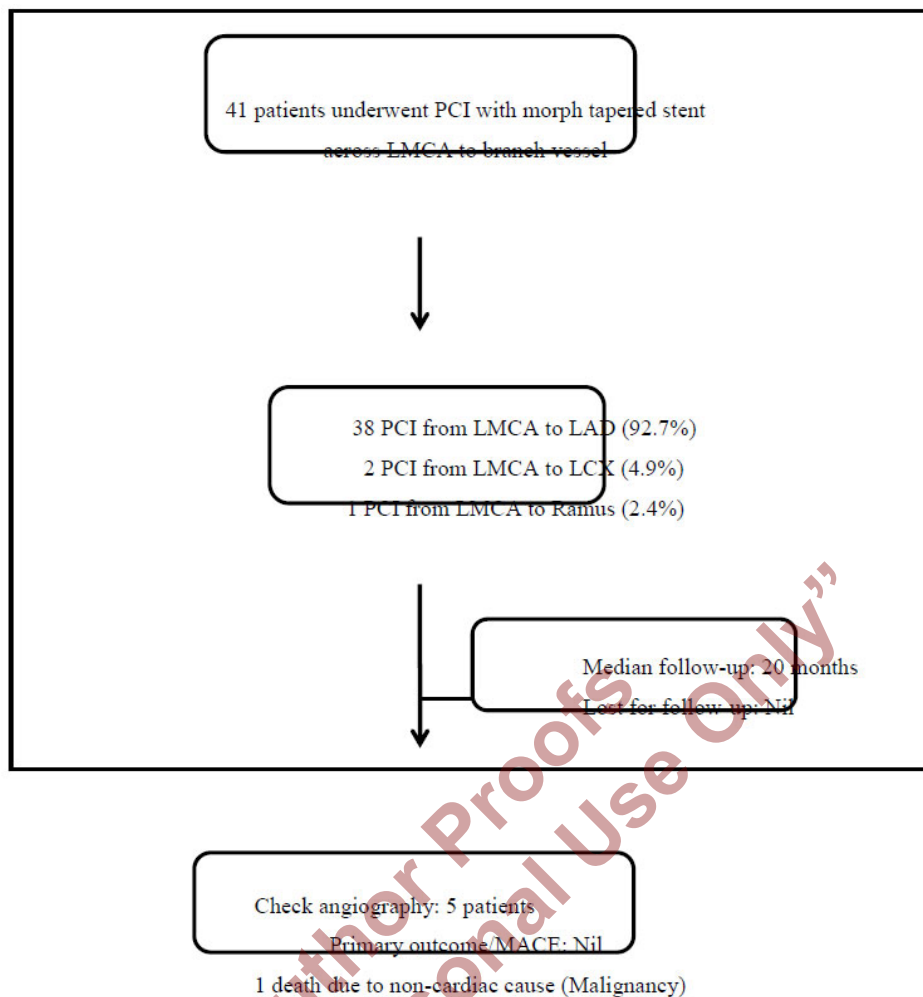 41 patients underwent PCI with morph tapered stent
across LMCA to branch vessel
38 PCI from LMCA to LAD (92.7%)
2 PCI from LMCA to LCX (4.9%)
1 PCI from LMCA to Ramus (2.4%)
Median follow-up: 20 months
Lost for follow-up: Nil
Check angiography: 5 patients
Primary outcome/MACE: Nil
1 death due to non-cardiac cause (Malignancy)
Proofs
Use Only”